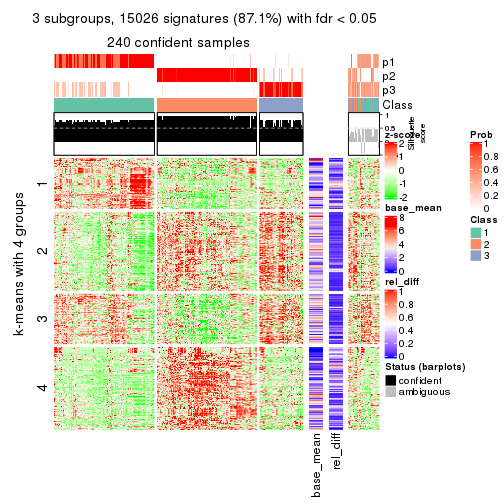 3 subgroups, 15026 signatures (87.1%) with fdr < 0.05
240 confident samples
p1
p2
p3
Class
1
0.5
0
Silhouette
score
k-means with 4 groups
1
2
3
4
base_mean
rel_diff
z-score
2
1
0
-1
-2
base_mean
8
6
4
2
0
rel_diff
1
0.8
0.6
0.4
0.2
0
Status (barplots)
confident
ambiguous
Prob
1
0.8
0.6
0.4
0.2
0
Class
1
2
3